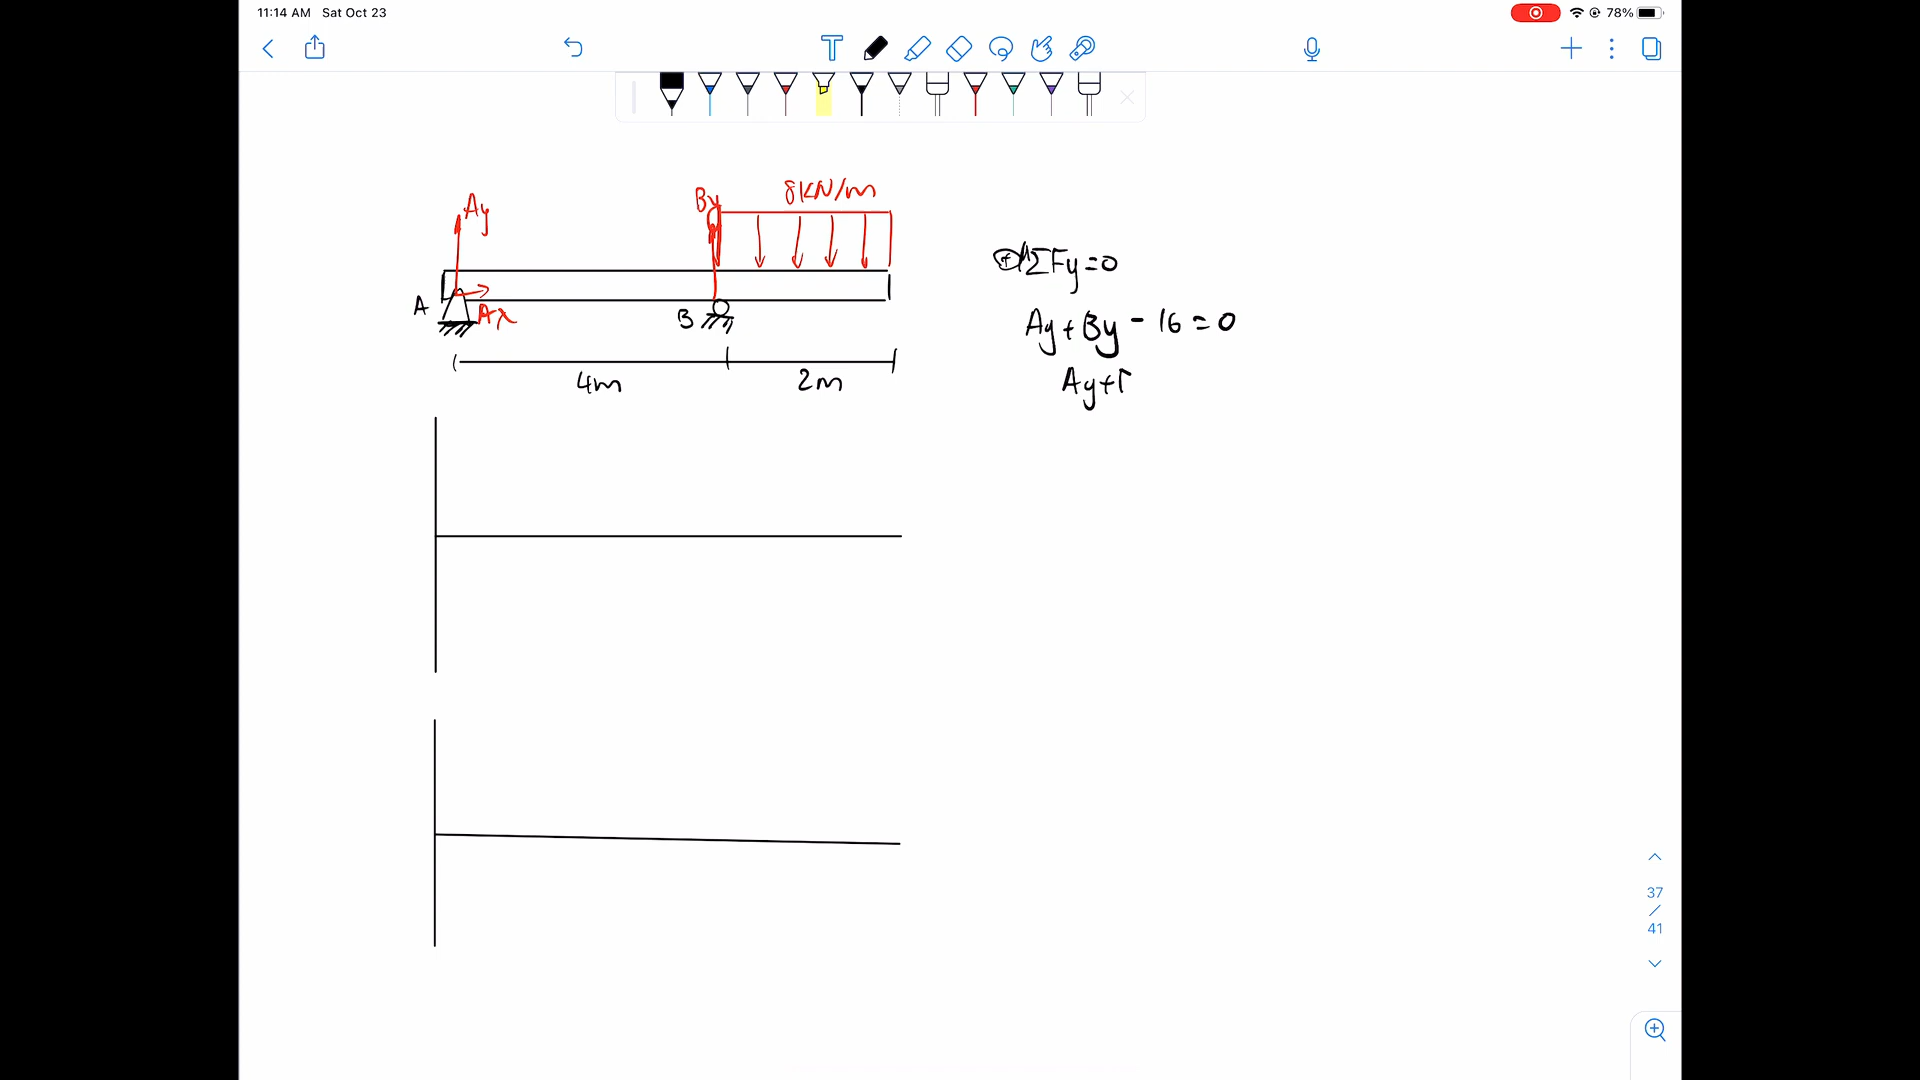 11:14 AM Sat Oct 23
78%
T
Ay
By
8KN/m
A
Ax
B
4m
2m
+↑ΣFy=0
Ay+By-16=0
Ay+
37
/
41